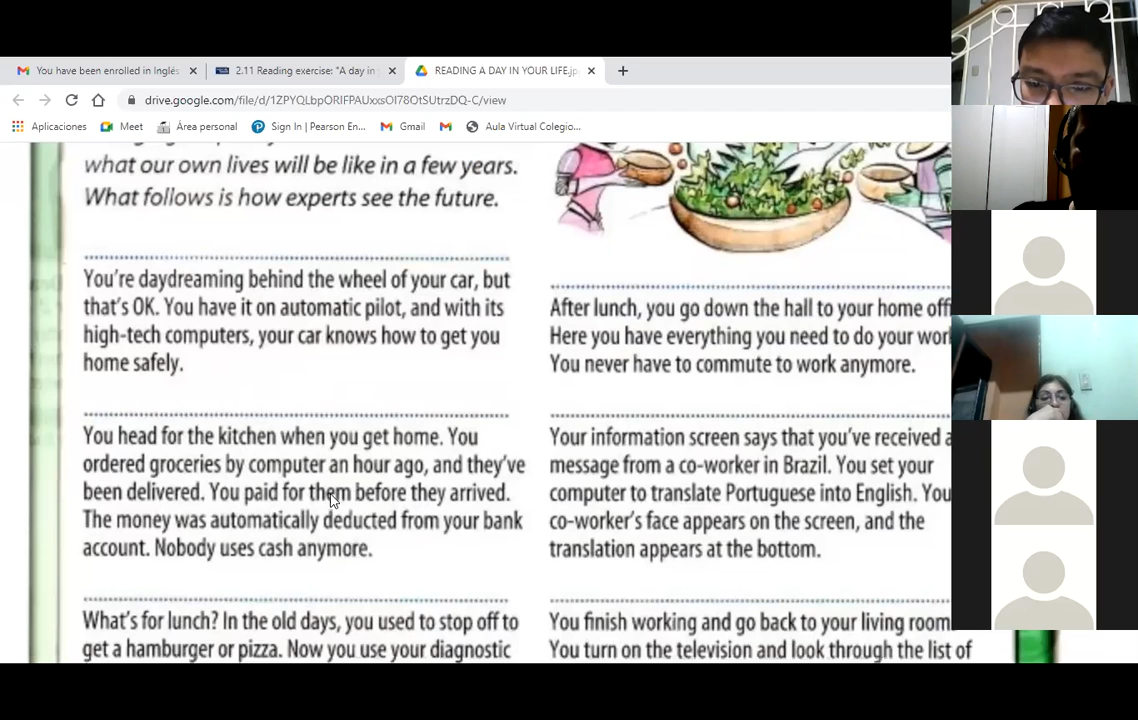 You have been enrolled in Inglés
2.11 Reading exercise: "A day in
READING A DAY IN YOUR LIFE.jp
Aplicaciones
Meet
Área personal
Sign In | Pearson En...
Gmail
Aula Virtual Colegio...
what our own lives will be like in a few years.
What follows is how experts see the future.
You're daydreaming behind the wheel of your car, but
that's OK. You have it on automatic pilot, and with its
high-tech computers, your car knows how to get you
home safely.
You head for the kitchen when you get home. You
ordered groceries by computer an hour ago, and they've
been delivered. You paid for them before they arrived.
The money was automatically deducted from your bank
account. Nobody uses cash anymore.
What's for lunch? In the old days, you used to stop off to
get a hamburger or pizza. Now you use your diagnostic
After lunch, you go down the hall to your home offi
Here you have everything you need to do your wor
You never have to commute to work anymore.
Your information screen says that you've received a
message from a co-worker in Brazil. You set your
computer to translate Portuguese into English. You
co-worker's face appears on the screen, and the
translation appears at the bottom.
You finish working and go back to your living room
You turn on the television and look through the list of